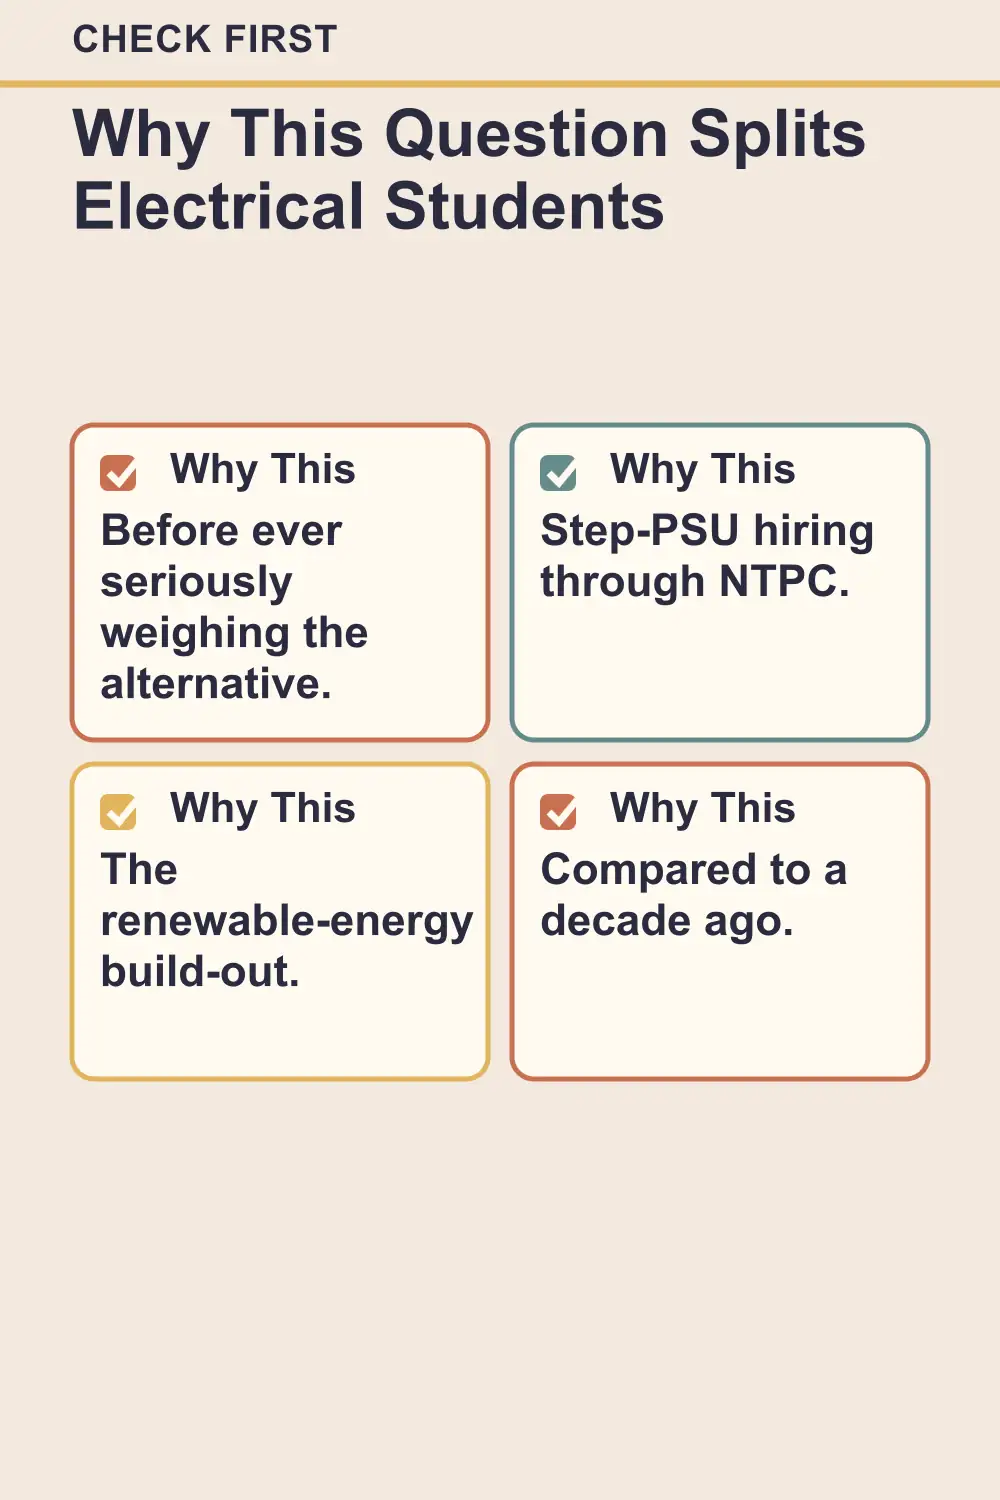 CHECK FIRST
Why This Question Splits
Electrical Students
Why This
Before ever
seriously
weighing the
alternative.
Why This
Step-PSU hiring
through NTPC.
Why This
The
renewable-energy
build-out.
Why This
Compared to a
decade ago.